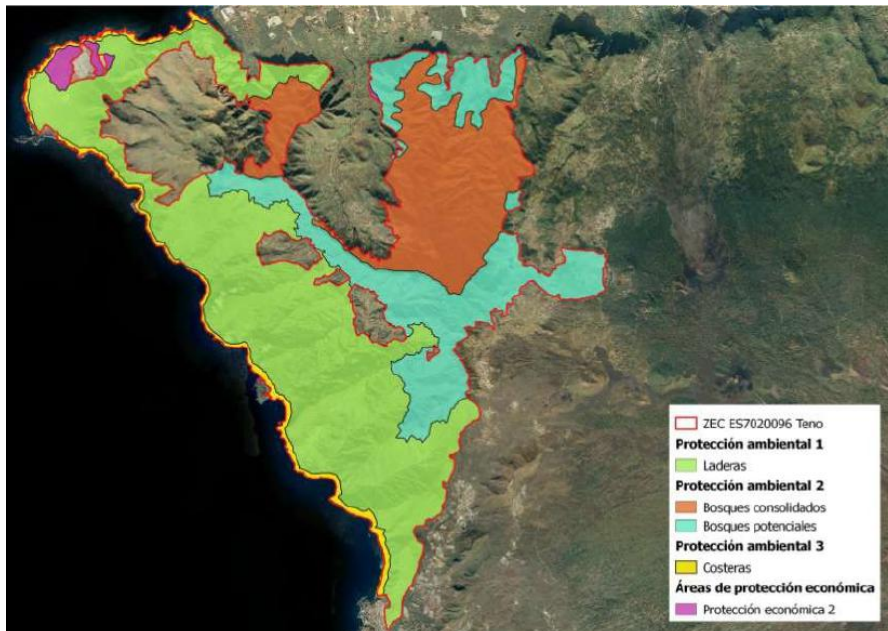 ZEC ES7020096 Teno
Protección ambiental 1
Laderas
Protección ambiental 2
Bosques consolidados
Bosques potenciales
Protección ambiental 3
Costeras
Áreas de protección económica
Protección económica 2